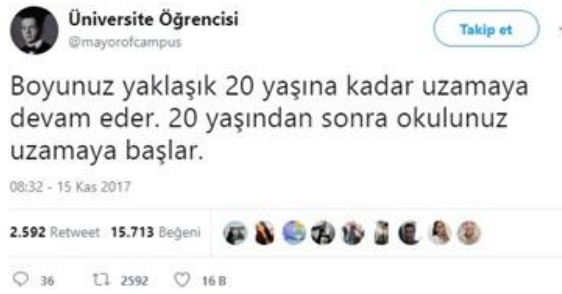 Üniversite Öğrencisi
@mayorofcampus
Takip et
Boyunuz yaklaşık 20 yaşına kadar uzamaya
devam eder. 20 yaşından sonra okulunuz
uzamaya başlar.
08:32 - 15 Kas 2017
2.592 Retweet 15.713 Beğeni
36 2592 16 B